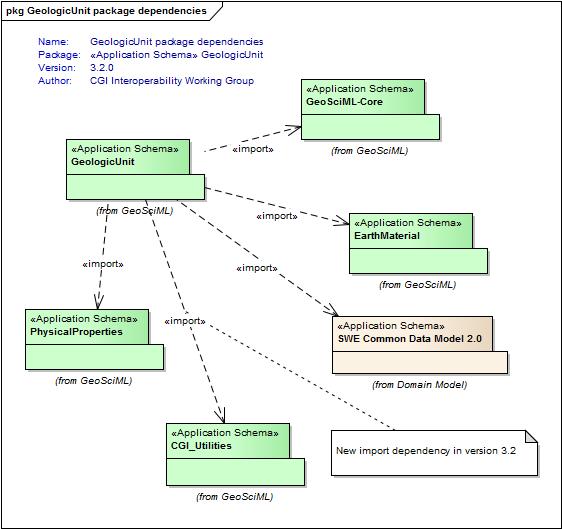 pkg GeologicUnit package dependencies
Name: GeologicUnit package dependencies
Package: «Application Schema» GeologicUnit
Version: 3.2.0
Author: CGI Interoperability Working Group
«Application Schema»
GeoSciML-Core
(from GeoSciML)
«import»
«Application Schema»
GeologicUnit
(from GeoSciML)
«import»
«Application Schema»
EarthMaterial
(from GeoSciML)
«import»
«import»
«Application Schema»
PhysicalProperties
(from GeoSciML)
«import»
«Application Schema»
SWE Common Data Model 2.0
(from Domain Model)
«Application Schema»
CGI_Utilities
(from GeoSciML)
New import dependency in version 3.2